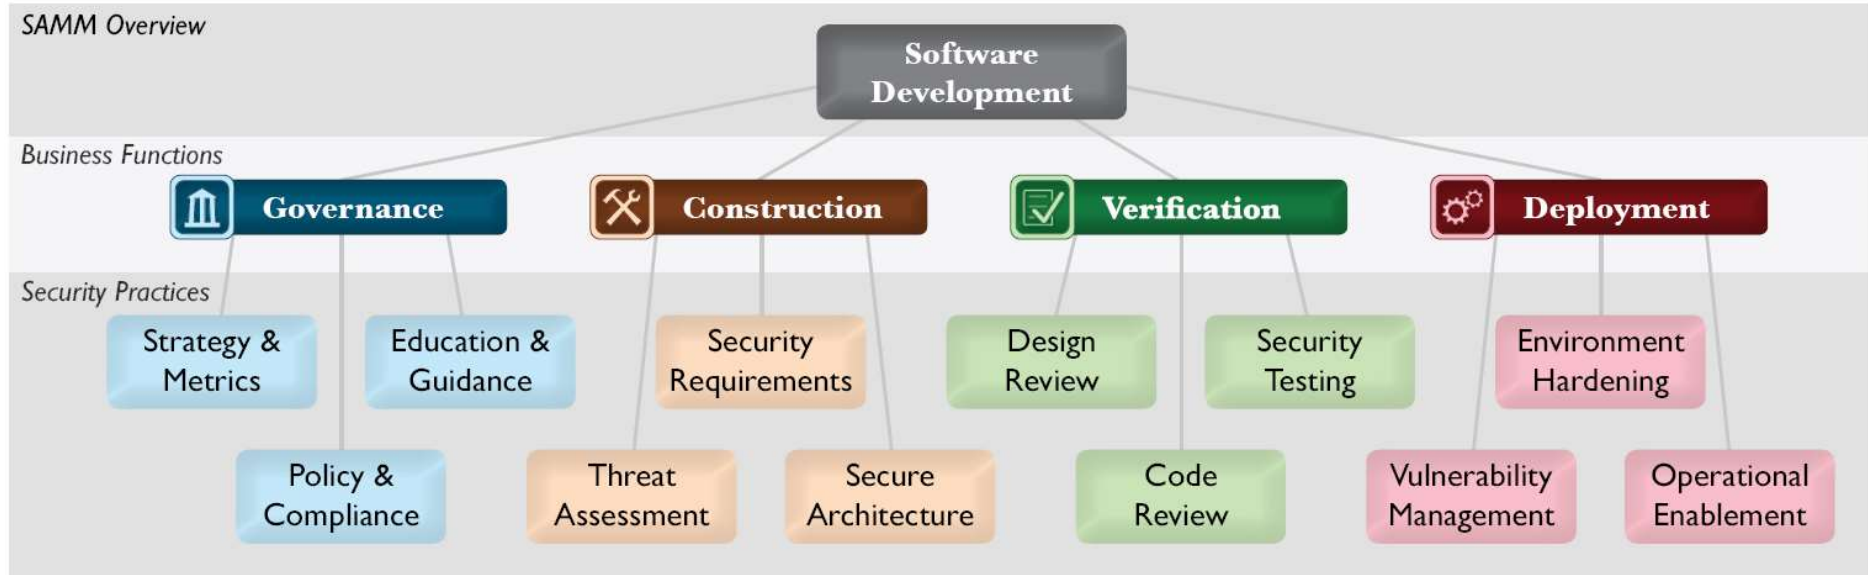 SAMM Overview
Software
Development
Business Functions
Governance
Construction
Verification
Deployment
Security Practices
Strategy &
Metrics
Education &
Guidance
Security
Requirements
Design
Review
Security
Testing
Environment
Hardening
Policy &
Compliance
Threat
Assessment
Secure
Architecture
Code
Review
Vulnerability
Management
Operational
Enablement